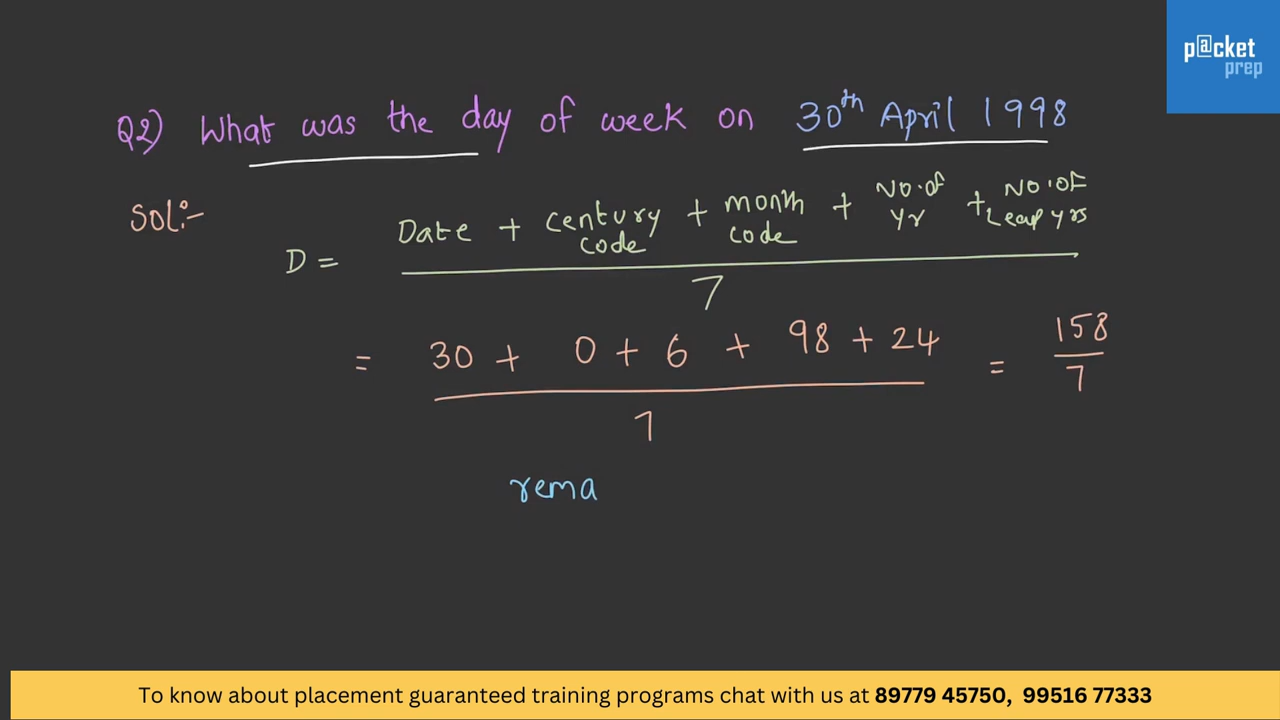 p@cket
prep
Q2) What was the day of week on 30th April 1998
Sol:-
D = Date + century code + month code + No.of yr + No.of Leap yrs
7
= 30 + 0 + 6 + 98 + 24 = 158
7 7
rema
To know about placement guaranteed training programs chat with us at 89779 45750, 99516 77333